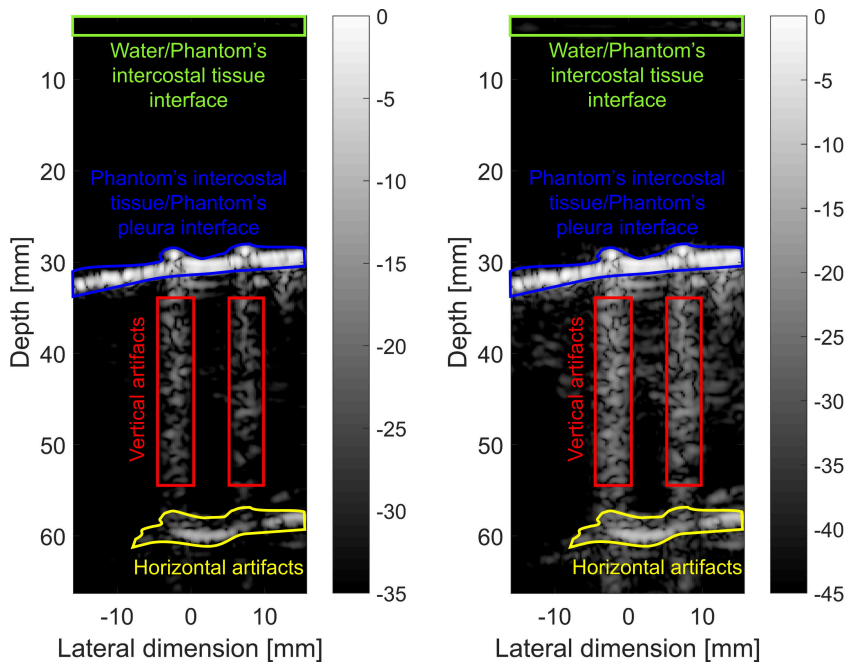 Water/Phantom's
intercostal tissue
interface
Phantom's intercostal
tissue/Phantom's
pleura interface
Vertical artifacts
Horizontal artifacts
Depth [mm]
10
20
30
40
50
60
-10
0
10
Lateral dimension [mm]
0
-5
-10
-15
-20
-25
-30
-35
Water/Phantom's
intercostal tissue
interface
Phantom's intercostal
tissue/Phantom's
pleura interface
Vertical artifacts
Horizontal artifacts
Depth [mm]
10
20
30
40
50
60
-10
0
10
Lateral dimension [mm]
0
-5
-10
-15
-20
-25
-30
-35
-40
-45